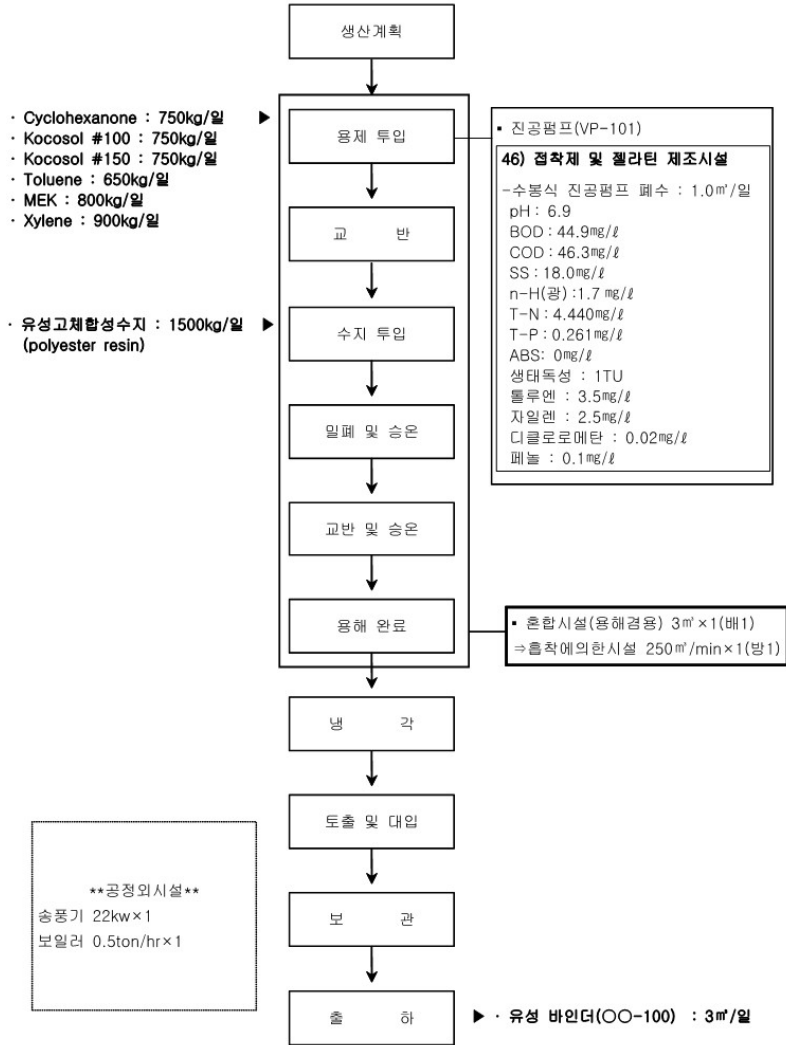 생산계획
· Cyclohexanone : 750kg/일 ▶
· Kocosol #100 : 750kg/일
· Kocosol #150 : 750kg/일
· Toluene : 650kg/일
· MEK : 800kg/일
· Xylene : 900kg/일
용제 투입
▪ 진공펌프(VP-101)
46) 접착제 및 젤라틴 제조시설
-수봉식 진공펌프 폐수 : 1.0㎥/일
pH : 6.9
BOD : 44.9㎎/ℓ
COD : 46.3㎎/ℓ
SS : 18.0㎎/ℓ
n-H(광) :1.7 ㎎/ℓ
T-N : 4.440㎎/ℓ
T-P : 0.261㎎/ℓ
ABS: 0㎎/ℓ
생태독성 : 1TU
톨루엔 : 3.5㎎/ℓ
자일렌 : 2.5㎎/ℓ
디클로로메탄 : 0.02㎎/ℓ
페놀 : 0.1㎎/ℓ
교 반
· 유성고체합성수지 : 1500kg/일 ▶
(polyester resin)
수지 투입
밀폐 및 승온
교반 및 승온
용해 완료
▪ 혼합시설(용해겸용) 3㎥×1(배1)
⇒흡착에의한시설 250㎥/min×1(방1)
냉 각
토출 및 대입
**공정외시설**
송풍기 22kw×1
보일러 0.5ton/hr×1
보 관
출 하
▶ · 유성 바인더(○○-100) : 3㎥/일